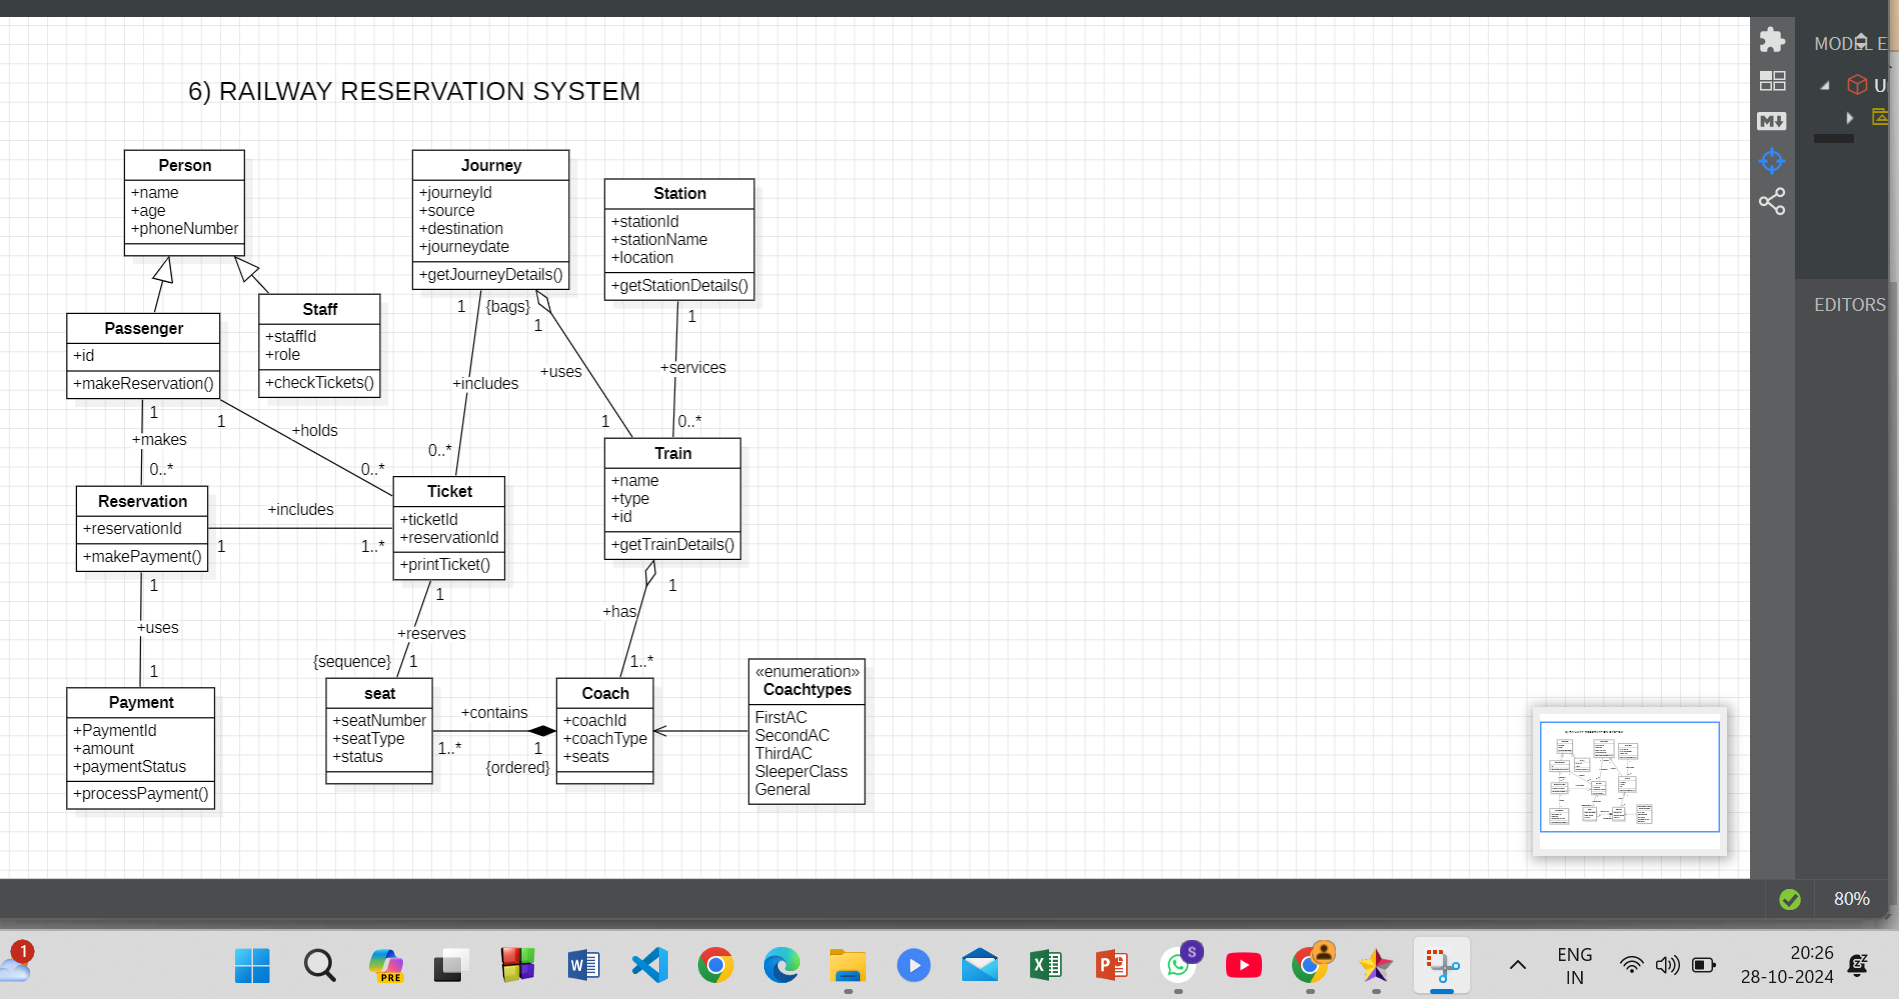 MODEL E
U
EDITORS
6) RAILWAY RESERVATION SYSTEM
Person
+name
+age
+phoneNumber
Journey
+journeyId
+source
+destination
+journeydate
+getJourneyDetails()
Station
+stationId
+stationName
+location
+getStationDetails()
Staff
+staffId
+role
+checkTickets()
Passenger
+id
+makeReservation()
1
{bags}
1
1
+includes
+uses
+services
1
0..*
0..*
1
+makes
0..*
1
+holds
0..*
Train
+name
+type
+id
+getTrainDetails()
Reservation
+reservationId
+makePayment()
+includes
1
1..*
Ticket
+ticketId
+reservationId
+printTicket()
1
+uses
1
1
+reserves
{sequence}
1
1
+has
1..*
Payment
+PaymentId
+amount
+paymentStatus
+processPayment()
seat
+seatNumber
+seatType
+status
+contains
1..*
1
{ordered}
Coach
+coachId
+coachType
+seats
«enumeration»
Coachtypes
FirstAC
SecondAC
ThirdAC
SleeperClass
General
80%
1
PRE
S
ENG
IN
20:26
28-10-2024